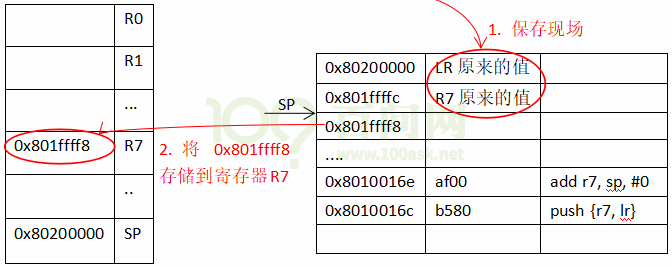 R0
R1
...
0x801ffff8 R7
..
0x80200000 SP
1. 保存现场
SP
0x80200000 LR 原来的值
0x801ffffc R7 原来的值
0x801ffff8
....
0x8010016e af00 add r7, sp, #0
0x8010016c b580 push {r7, lr}
2. 将 0x801ffff8
存储到寄存器R7
www.100ask.net